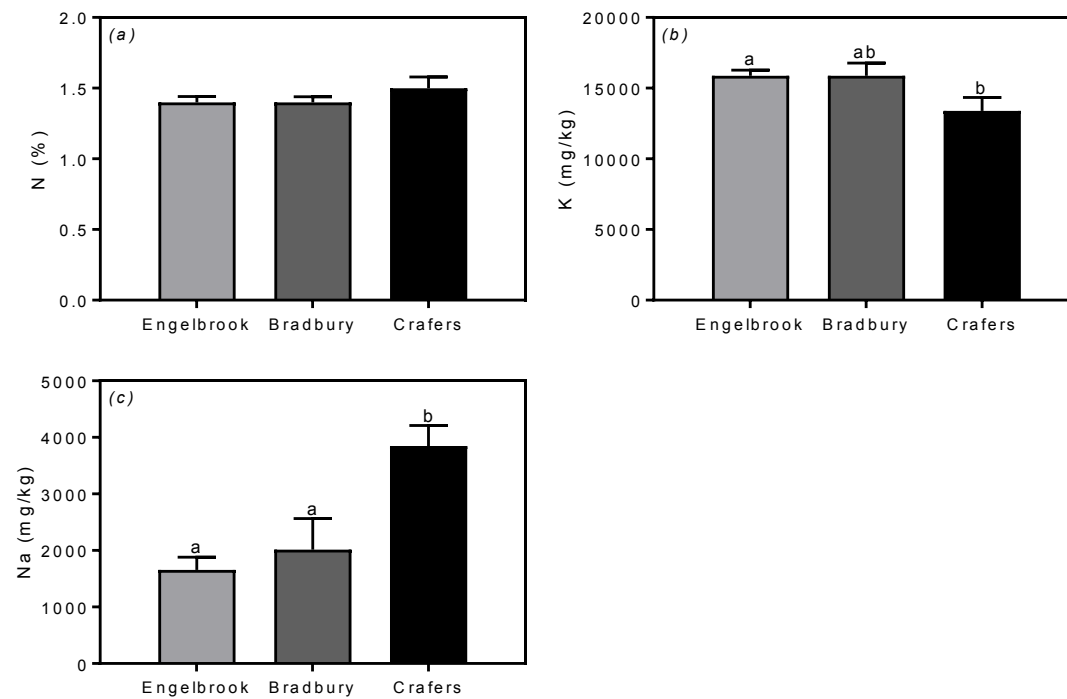 (a)
N (%)
2.0
1.5
1.0
0.5
0.0
Engelbrook Bradbury Crafers
(b)
K (mg/kg)
20000
15000
10000
5000
0
a ab b
Engelbrook Bradbury Crafers
(c)
Na (mg/kg)
5000
4000
3000
2000
1000
0
a a b
Engelbrook Bradbury Crafers